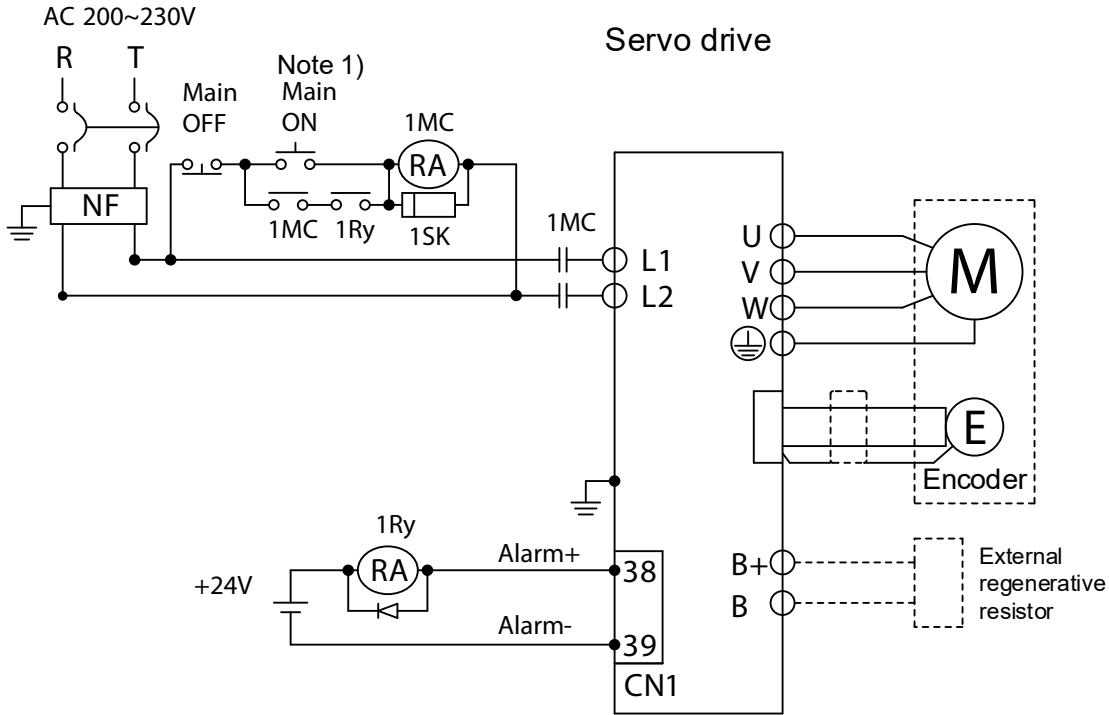 AC 200~230V
R
T
Servo drive
Note 1)
Main
OFF
Main
ON
1MC
RA
NF
1MC
1Ry
1SK
1MC
L1
L2
U
V
W
M
E
Encoder
1Ry
RA
+24V
Alarm+
38
Alarm-
39
CN1
B+
B
External
regenerative
resistor